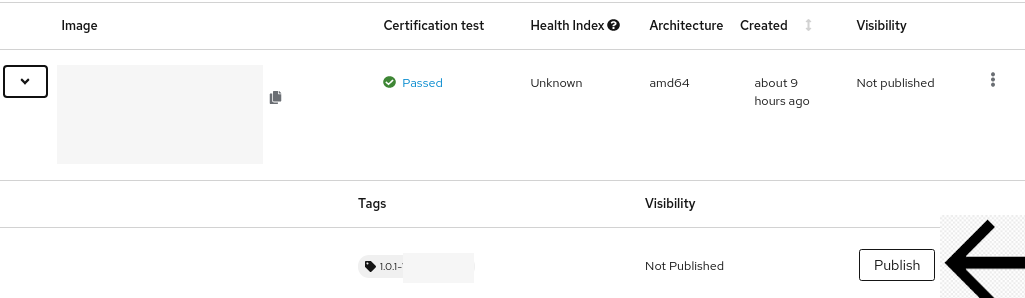 Image Certification test Health Index Architecture Created Visibility
Passed Unknown amd64 about 9 hours ago Not published
Tags Visibility
1.0.1- Not Published Publish